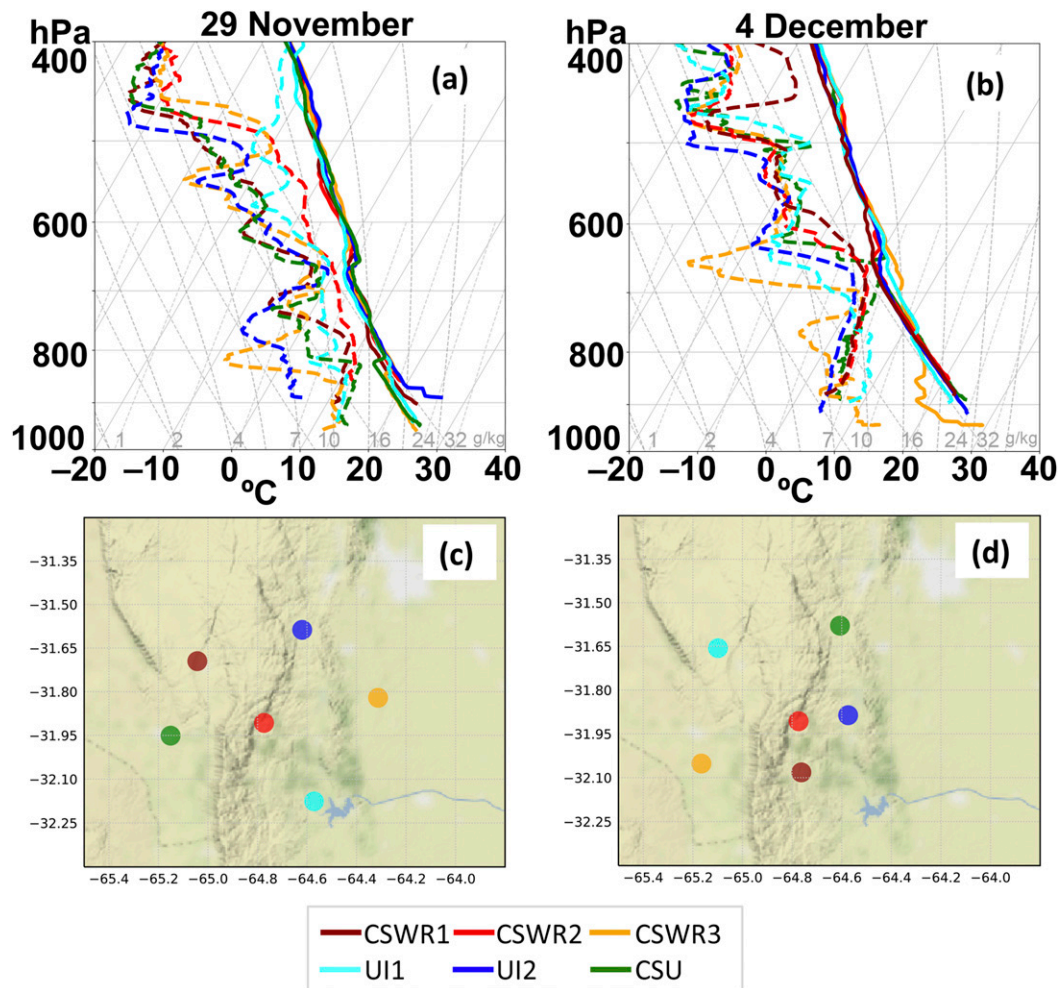 29 November
4 December
hPa
hPa
400
(a)
400
(b)
600
600
800
800
1000
1 2 4 7 10 16 24 32 g/kg
1000
1 2 4 7 10 16 24 32 g/kg
−20 −10 0 10 20 30 40
−20 −10 0 10 20 30 40
ºC
ºC
(c)
(d)
−31.35
−31.50
−31.65
−31.80
−31.95
−32.10
−32.25
−31.35
−31.50
−31.65
−31.80
−31.95
−32.10
−32.25
−65.4 −65.2 −65.0 −64.8 −64.6 −64.4 −64.2 −64.0
−65.4 −65.2 −65.0 −64.8 −64.6 −64.4 −64.2 −64.0
CSWR1 CSWR2 CSWR3
UI1 UI2 CSU